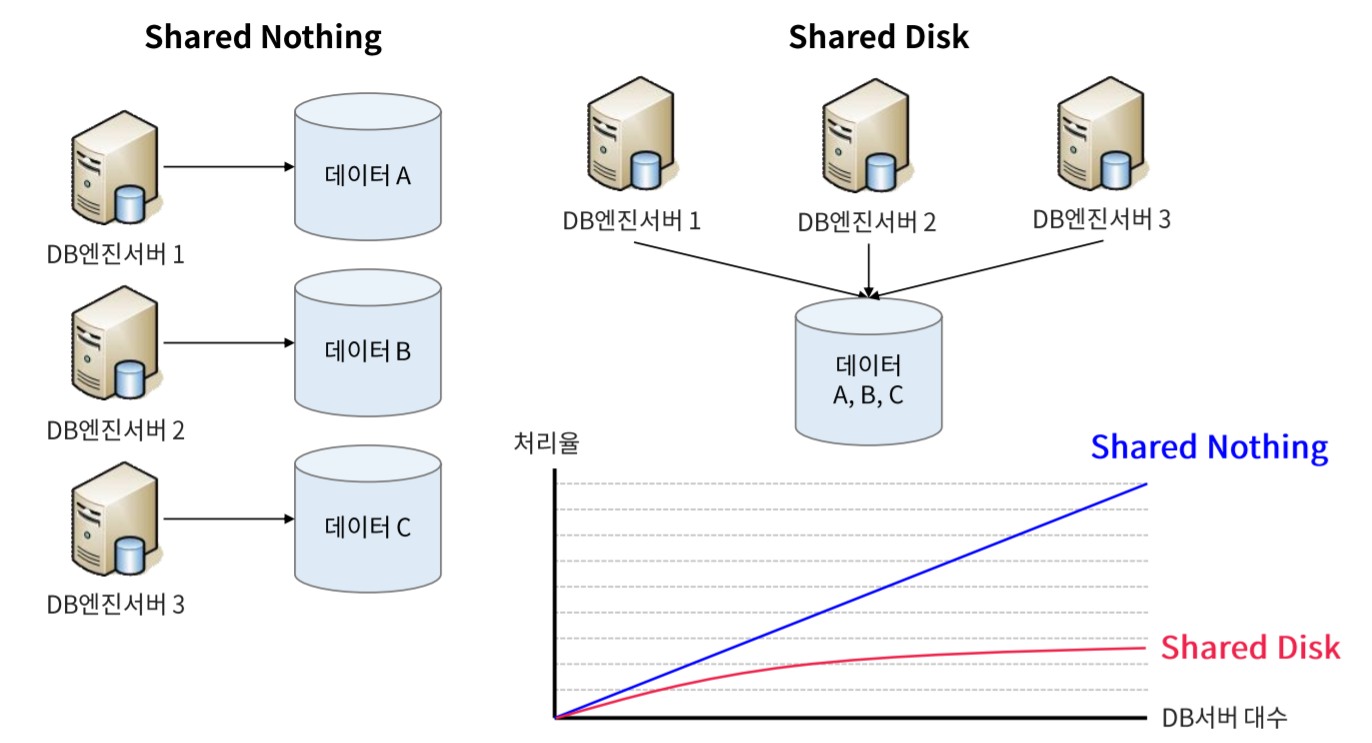 Shared Nothing
데이터 A
DB엔진서버 1
데이터 B
DB엔진서버 2
데이터 C
DB엔진서버 3
Shared Disk
DB엔진서버 1
DB엔진서버 2
DB엔진서버 3
데이터
A, B, C
처리율
Shared Nothing
Shared Disk
DB서버 대수